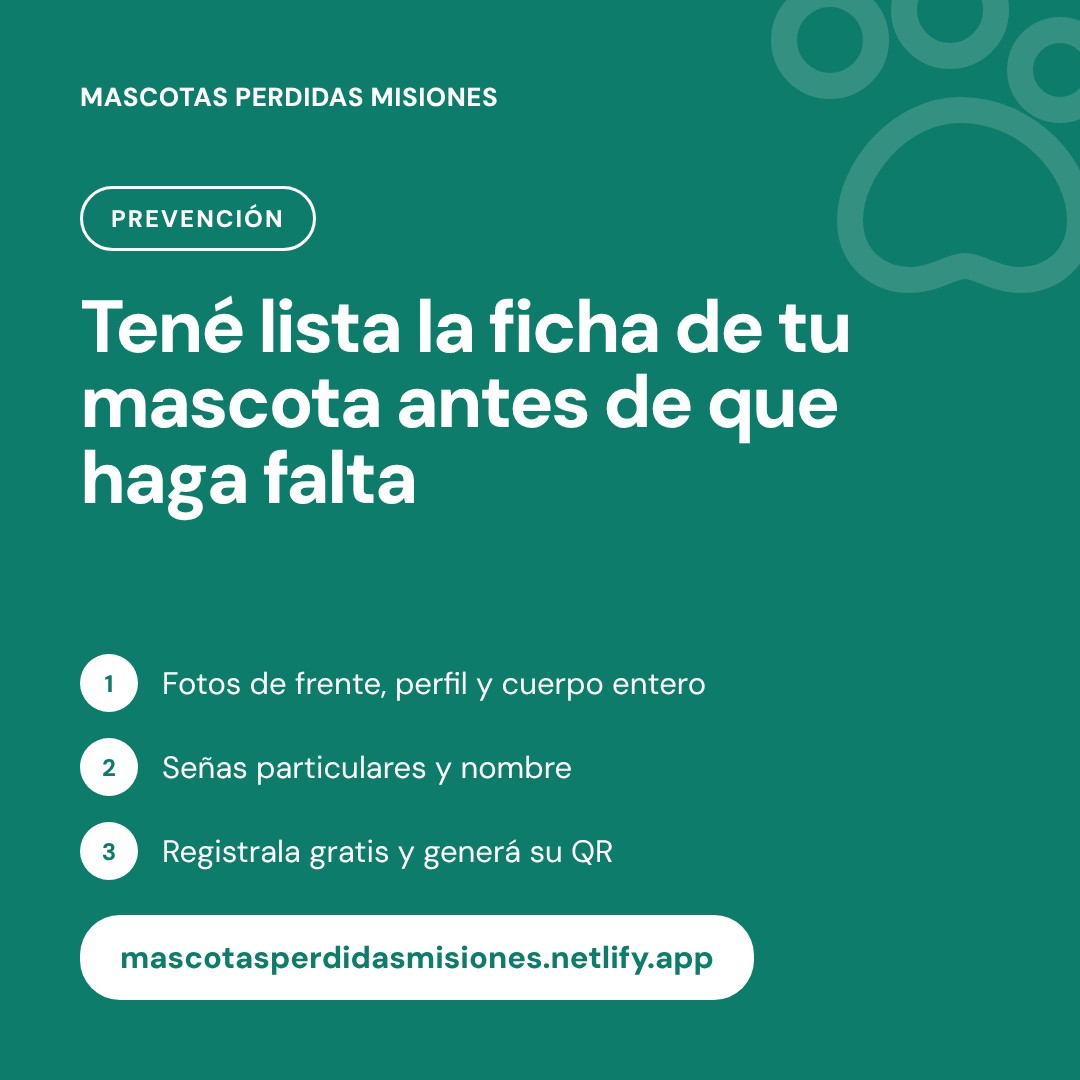 MASCOTAS PERDIDAS MISIONES
PREVENCIÓN
Tené lista la ficha de tu
mascota antes de que
haga falta
1 Fotos de frente, perfil y cuerpo entero
2 Señas particulares y nombre
3 Registrala gratis y generá su QR
mascotasperdidasmisiones.netlify.app